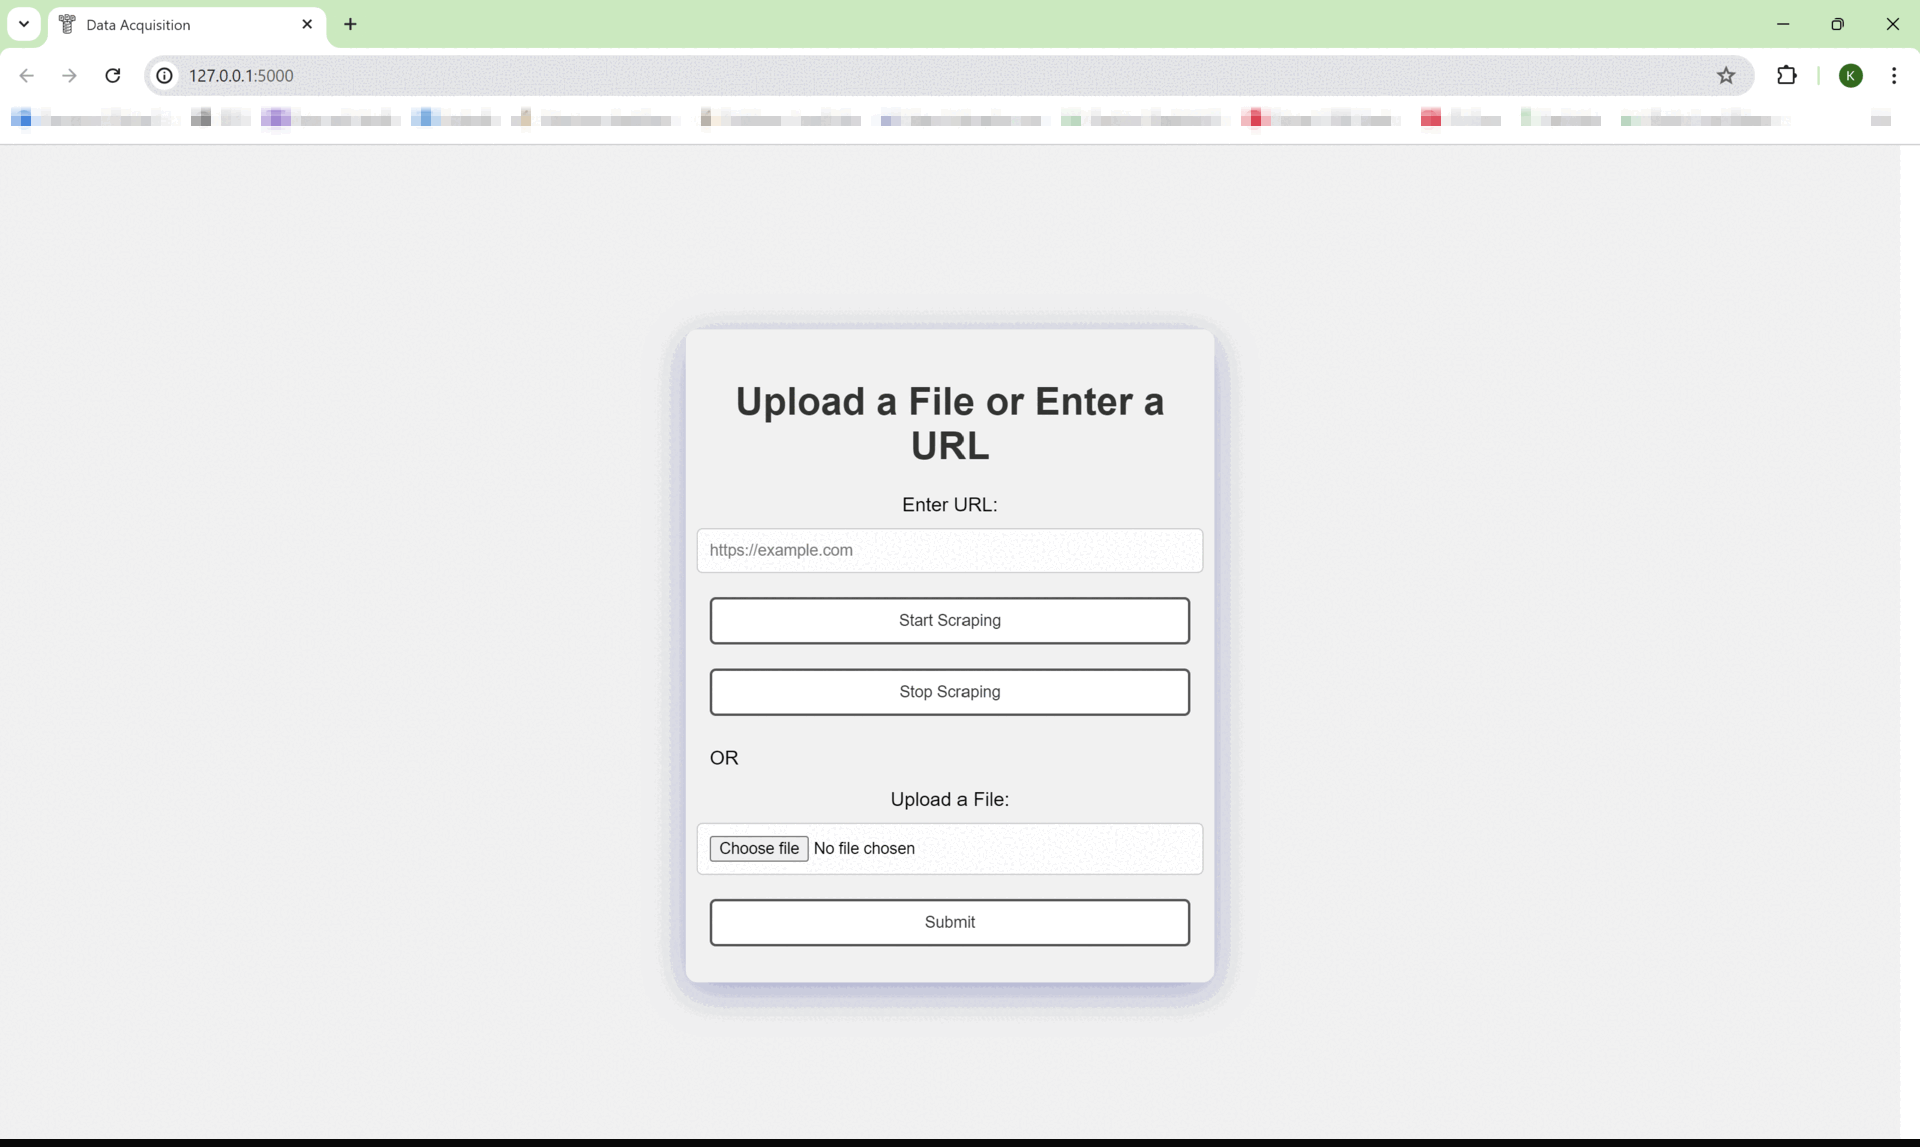 Data Acquisition
127.0.0.1:5000
K
Upload a File or Enter a
URL
Enter URL:
https://example.com
Start Scraping
Stop Scraping
OR
Upload a File:
Choose file No file chosen
Submit